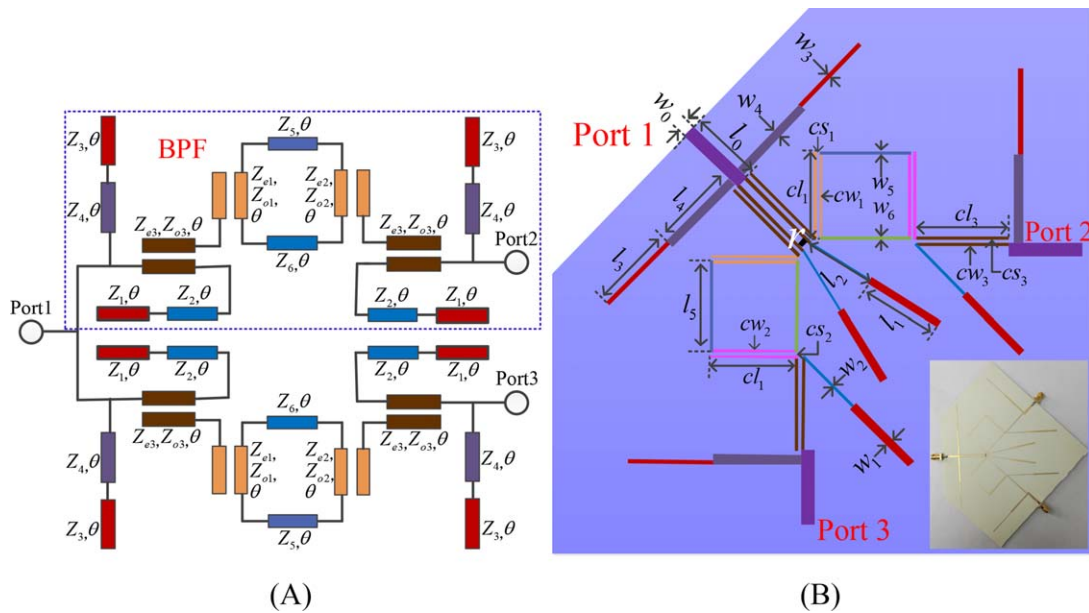 BPF
Z3,θ
Z4,θ
Ze3,Zo3,θ
Z5,θ
Ze1,
Zo1,
θ
Ze2,
Zo2,
θ
Z6,θ
Ze3,Zo3,θ
Z3,θ
Z4,θ
Port2
Z1,θ
Z2,θ
Z2,θ
Z1,θ
Port1
Z1,θ
Z2,θ
Z2,θ
Z1,θ
Port3
Ze3,Zo3,θ
Z6,θ
Ze1,
Zo1,
θ
Ze2,
Zo2,
θ
Ze3,Zo3,θ
Z4,θ
Z3,θ
Z5,θ
Z4,θ
Z3,θ
(A)
w3
w0
l0
w4
Port 1
cs1
cl1
cw1
w5
w6
l4
l3
cl3
Port 2
cw3
cs3
r
l2
l1
l5
cw2
cs2
w2
cl1
w1
Port 3
(B)